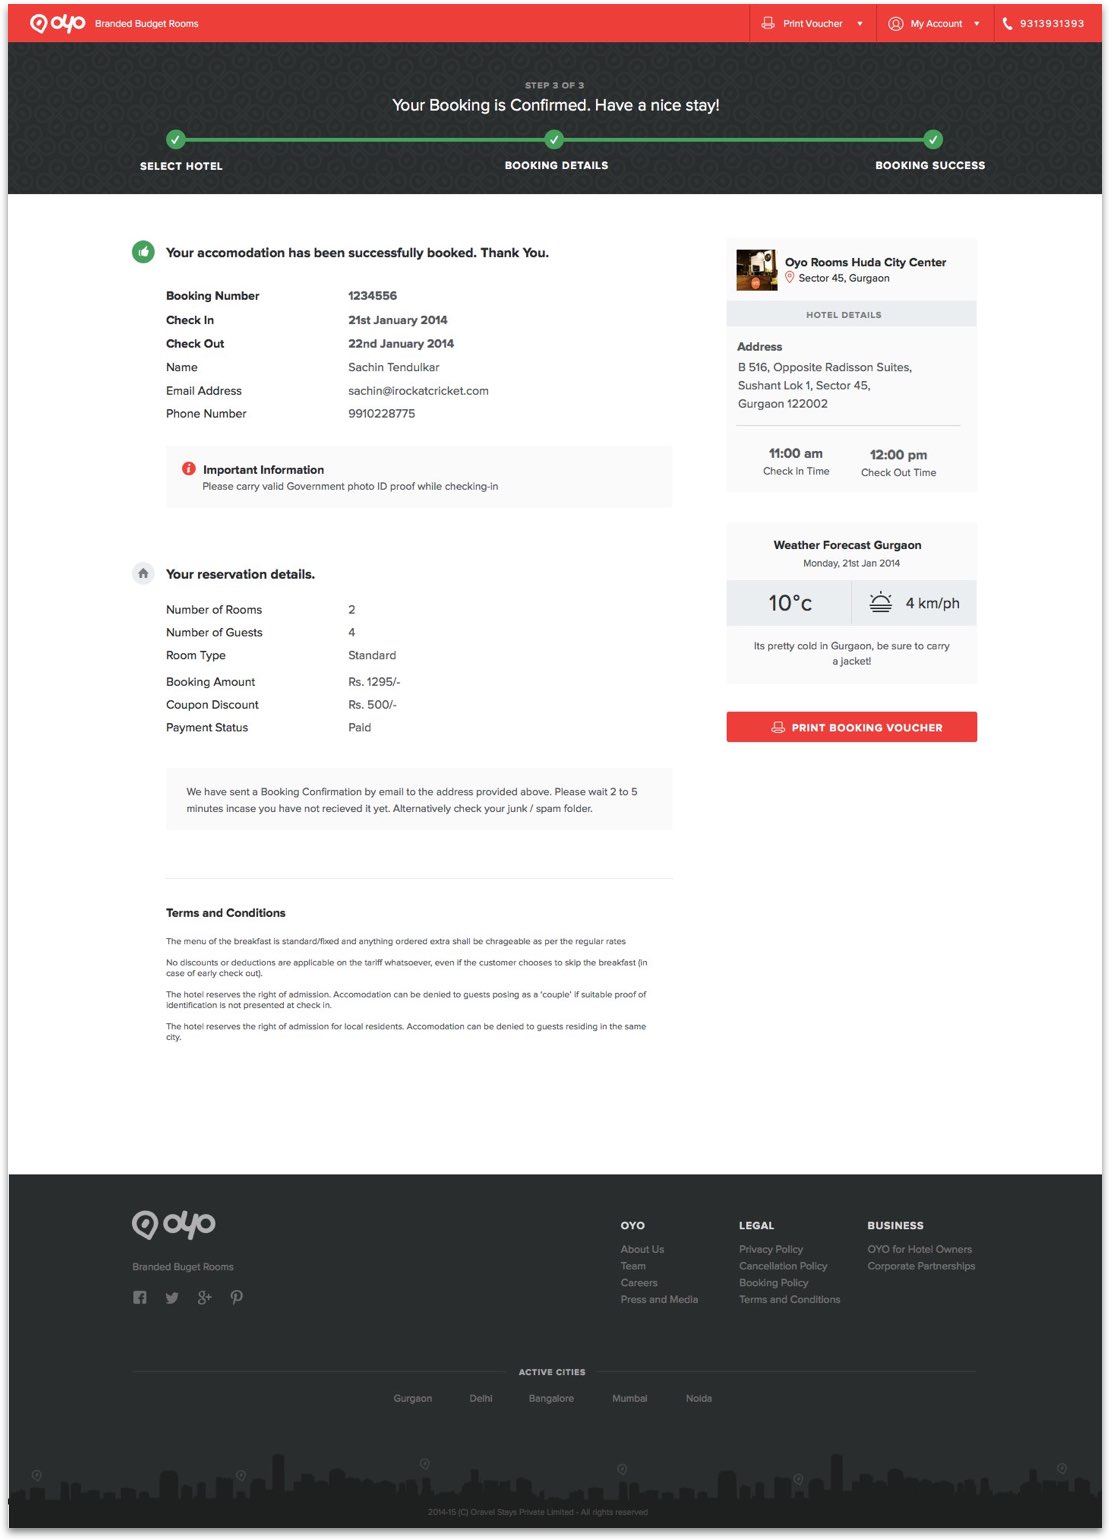 OYO Branded Budget Rooms Print Voucher My Account 9313931393
STEP 3 OF 3
Your Booking is Confirmed. Have a nice stay!
SELECT HOTEL BOOKING DETAILS BOOKING SUCCESS
Your accomodation has been successfully booked. Thank You.
Booking Number 1234556
Check In 21st January 2014
Check Out 22nd January 2014
Name Sachin Tendulkar
Email Address sachin@irockatcricket.com
Phone Number 9910228775
Important Information
Please carry valid Government photo ID proof while checking-in
Your reservation details.
Number of Rooms 2
Number of Guests 4
Room Type Standard
Booking Amount Rs. 1295/-
Coupon Discount Rs. 500/-
Payment Status Paid
We have sent a Booking Confirmation by email to the address provided above. Please wait 2 to 5
minutes incase you have not recieved it yet. Alternatively check your junk / spam folder.
Terms and Conditions
The menu of the breakfast is standard/fixed and anything ordered extra shall be chrageable as per the regular rates
No discounts or deductions are applicable on the tariff whatsoever, even if the customer chooses to skip the breakfast (in
case of early check out).
The hotel reserves the right of admission. Accomodation can be denied to guests posing as a 'couple' if suitable proof of
identification is not presented at check in.
The hotel reserves the right of admission for local residents. Accomodation can be denied to guests residing in the same
city.
Oyo Rooms Huda City Center
Sector 45, Gurgaon
HOTEL DETAILS
Address
B 516, Opposite Radisson Suites,
Sushant Lok 1, Sector 45,
Gurgaon 122002
11:00 am 12:00 pm
Check In Time Check Out Time
Weather Forecast Gurgaon
Monday, 21st Jan 2014
10°c 4 km/ph
Its pretty cold in Gurgaon, be sure to carry
a jacket!
PRINT BOOKING VOUCHER
OYO
Branded Buget Rooms
OYO LEGAL BUSINESS
About Us Privacy Policy OYO for Hotel Owners
Team Cancellation Policy Corporate Partnerships
Careers Booking Policy
Press and Media Terms and Conditions
ACTIVE CITIES
Gurgaon Delhi Bangalore Mumbai Noida
2014-15 (C) Oravel Stays Private Limited - All rights reserved